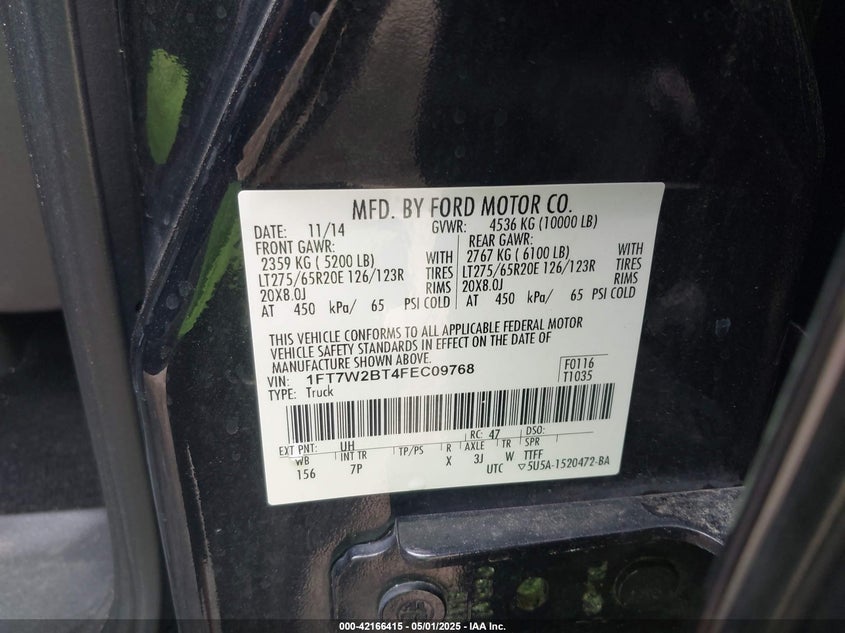 MFD. BY FORD MOTOR CO.
DATE: 11/14 GVWR: 4536 KG (10000 LB)
FRONT GAWR: REAR GAWR:
2359 KG ( 5200 LB) WITH 2767 KG ( 6100 LB) WITH
LT275/65R20E 126/123R TIRES LT275/65R20E 126/123R TIRES
20X8.0J RIMS 20X8.0J RIMS
AT 450 kPa/ 65 PSI COLD AT 450 kPa/ 65 PSI COLD
THIS VEHICLE CONFORMS TO ALL APPLICABLE FEDERAL MOTOR
VEHICLE SAFETY STANDARDS IN EFFECT ON THE DATE OF
MANUFACTURE SHOWN ABOVE.
VIN: 1FT7W2BT4FEC09768 F0116
TYPE: Truck T1035
EXT PNT: UH RC: 47 DSO:
WB INT TR TP/PS R AXLE TR SPR
156 7P X 3J W TTFF
UTC ▽5U5A-1520472-BA
000-42166415 - 05/01/2025 - IAA Inc.